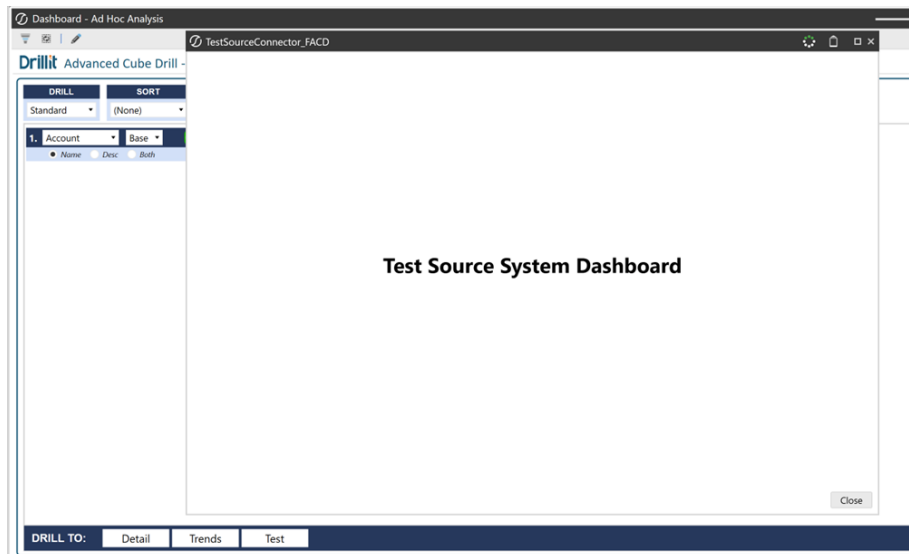 Dashboard - Ad Hoc Analysis
TestSourceConnector_FACD
Drillit Advanced Cube Drill -
DRILL SORT
Standard (None)
1. Account Base
Name Desc Both
Test Source System Dashboard
Close
DRILL TO: Detail Trends Test